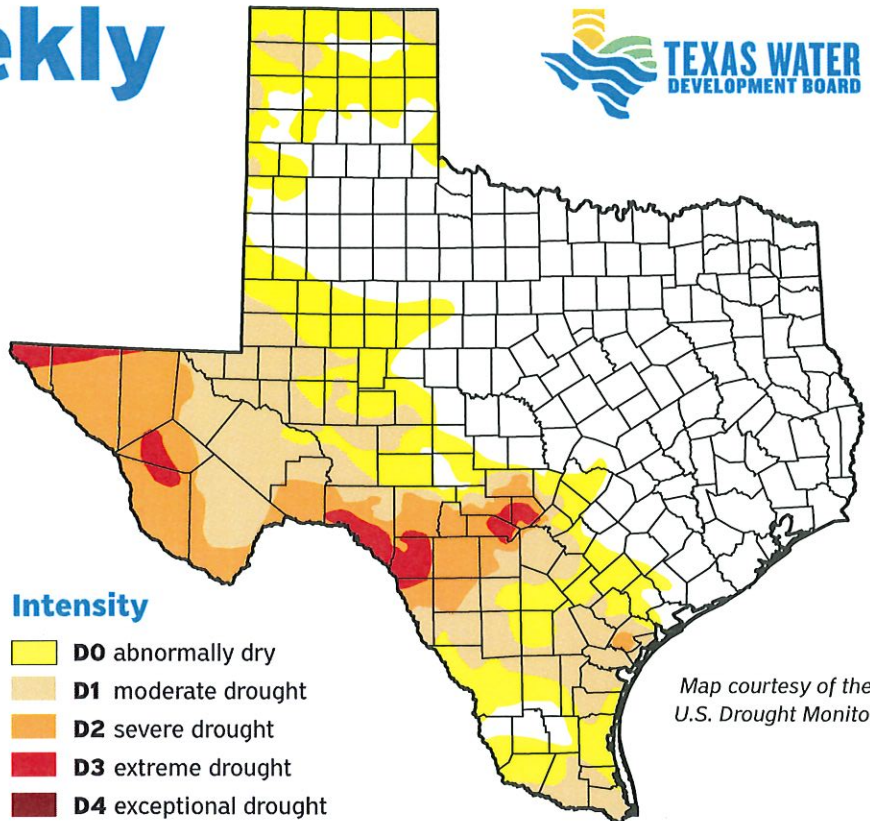 ekly
TEXAS WATER
DEVELOPMENT BOARD
Intensity
D0 abnormally dry
D1 moderate drought
D2 severe drought
D3 extreme drought
D4 exceptional drought
Map courtesy of the
U.S. Drought Monito